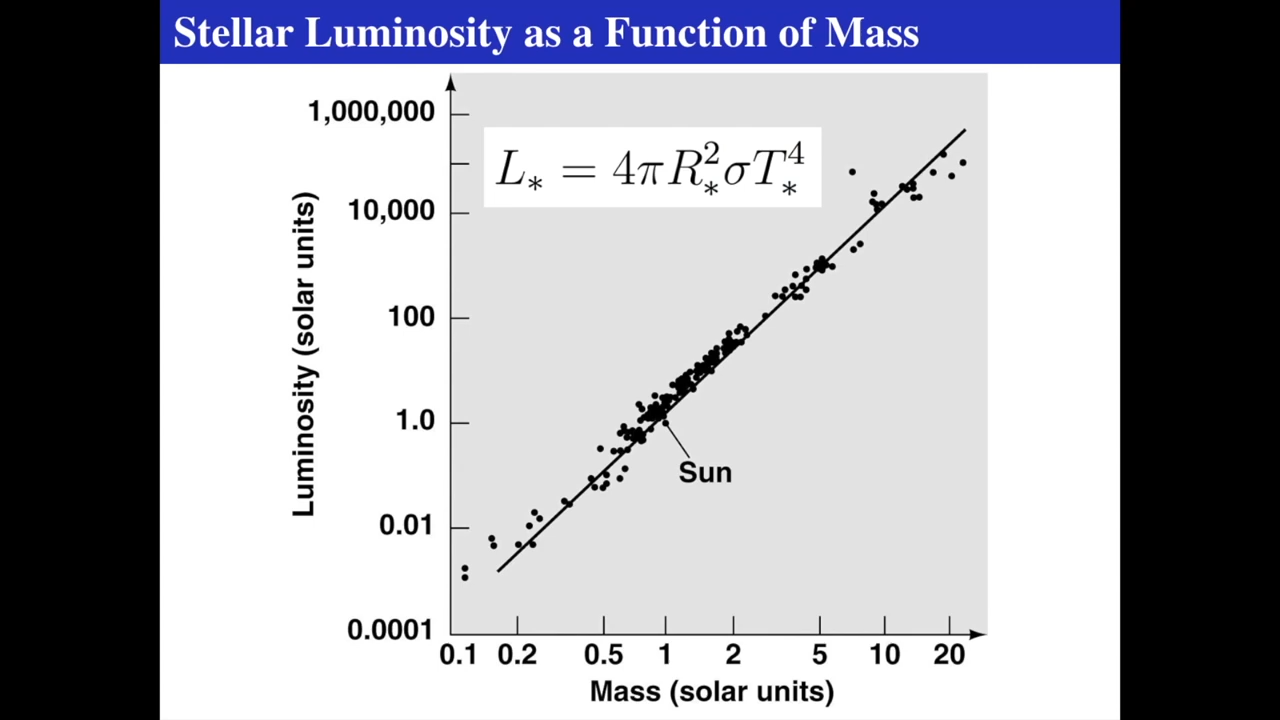 Stellar Luminosity as a Function of Mass
1,000,000
L* = 4πR*²σT*⁴
10,000
Luminosity (solar units)
100
1.0
Sun
0.01
0.0001
0.1 0.2 0.5 1 2 5 10 20
Mass (solar units)